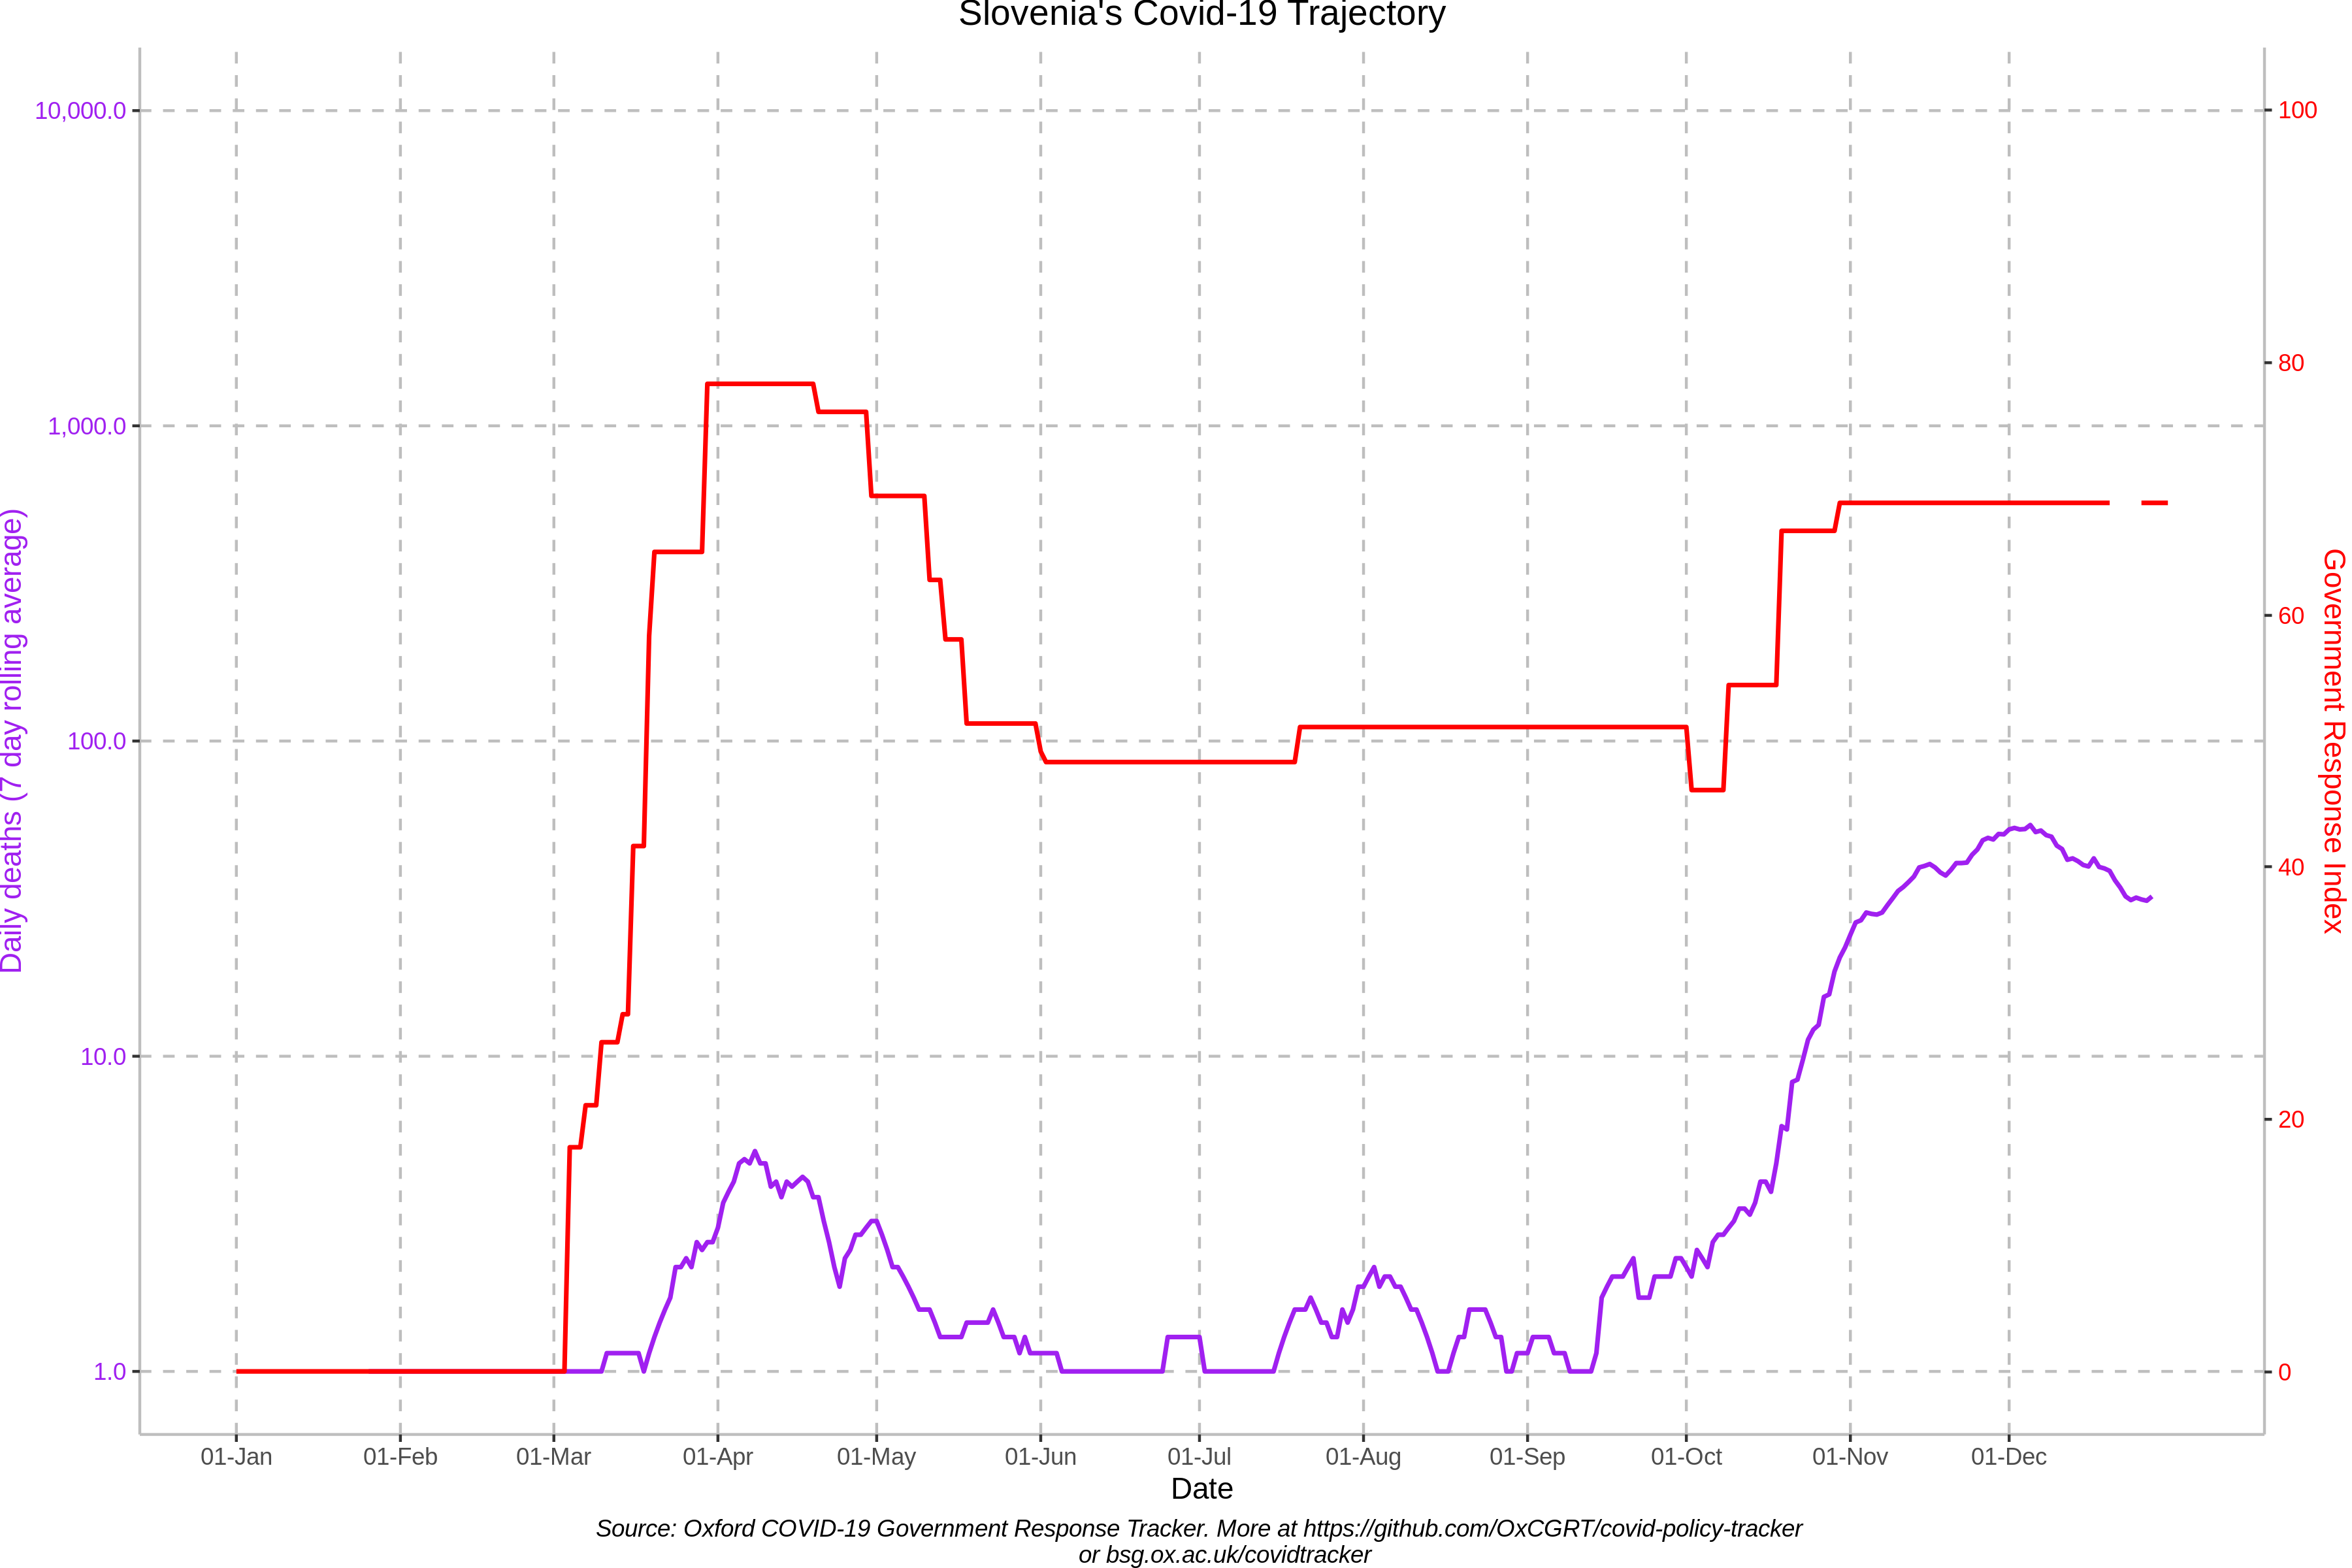 Slovenia's Covid-19 Trajectory
10,000.0
1,000.0
100.0
10.0
1.0
Daily deaths (7 day rolling average)
100
80
60
40
20
0
Government Response Index
01-Jan 01-Feb 01-Mar 01-Apr 01-May 01-Jun 01-Jul 01-Aug 01-Sep 01-Oct 01-Nov 01-Dec
Date
Source: Oxford COVID-19 Government Response Tracker. More at https://github.com/OxCGRT/covid-policy-tracker
or bsg.ox.ac.uk/covidtracker